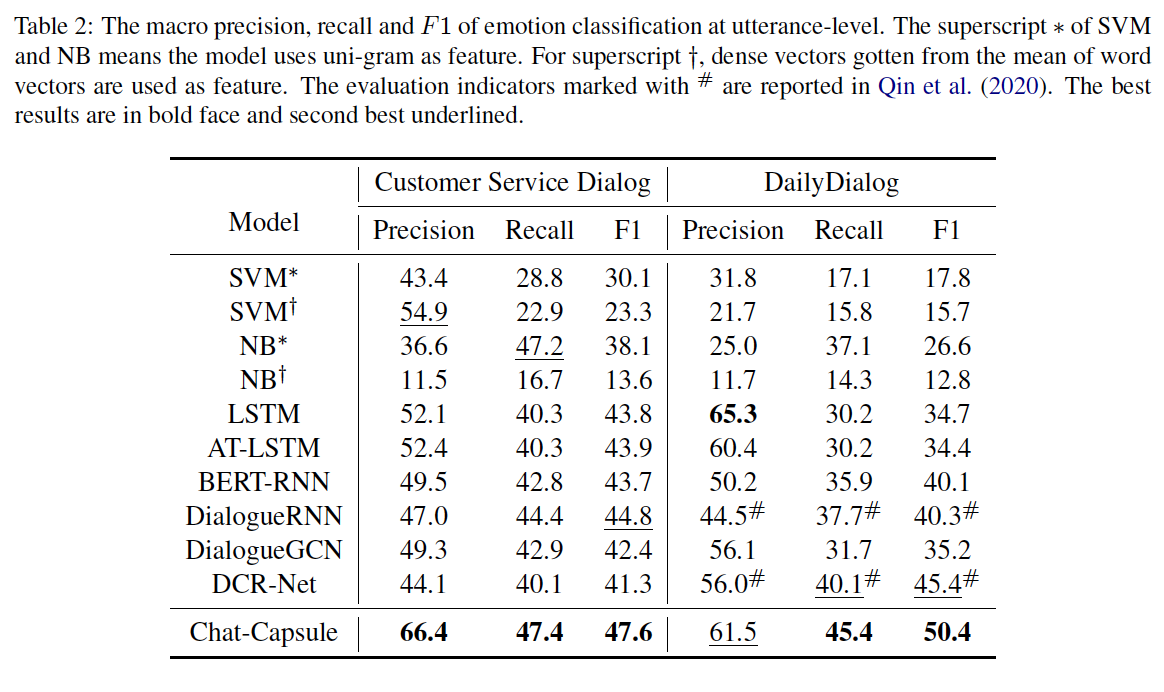 Table 2: The macro precision, recall and F1 of emotion classification at utterance-level. The superscript ∗ of SVM
and NB means the model uses uni-gram as feature. For superscript †, dense vectors gotten from the mean of word
vectors are used as feature. The evaluation indicators marked with # are reported in Qin et al. (2020). The best
results are in bold face and second best underlined.
Customer Service Dialog DailyDialog
Model Precision Recall F1 Precision Recall F1
SVM* 43.4 28.8 30.1 31.8 17.1 17.8
SVM† 54.9 22.9 23.3 21.7 15.8 15.7
NB* 36.6 47.2 38.1 25.0 37.1 26.6
NB† 11.5 16.7 13.6 11.7 14.3 12.8
LSTM 52.1 40.3 43.8 65.3 30.2 34.7
AT-LSTM 52.4 40.3 43.9 60.4 30.2 34.4
BERT-RNN 49.5 42.8 43.7 50.2 35.9 40.1
DialogueRNN 47.0 44.4 44.8 44.5# 37.7# 40.3#
DialogueGCN 49.3 42.9 42.4 56.1 31.7 35.2
DCR-Net 44.1 40.1 41.3 56.0# 40.1# 45.4#
Chat-Capsule 66.4 47.4 47.6 61.5 45.4 50.4